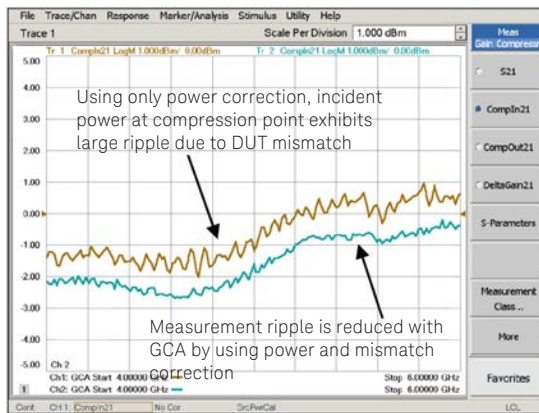 File Trace/Chan Response Marker/Analysis Stimulus Utility Help
Trace 1 Scale Per Division 1.000 dBm
Tr 1 CompIn21 LogM 1.000dBm/ 0.00dBm Tr 2 CompIn21 LogM 1.000dBm/ 0.00dBm
5.00
4.00
3.00
2.00
1.00
0.00
-1.00
-2.00
-3.00
-4.00
-5.00
Using only power correction, incident
power at compression point exhibits
large ripple due to DUT mismatch
Measurement ripple is reduced with
GCA by using power and mismatch
correction
Ch 2
Ch1: GCA Start 4.00000 GHz Stop 6.00000 GHz
1 Ch2: GCA Start 4.00000 GHz Stop 6.00000 GHz
Cont CH 1: CompIn21 No Cor SrcPwrCal LCL
Meas
Gain Compressn
S21
CompIn21
CompOut21
DeltaGain21
S-Parameters
Measurement
Class...
More
Favorites